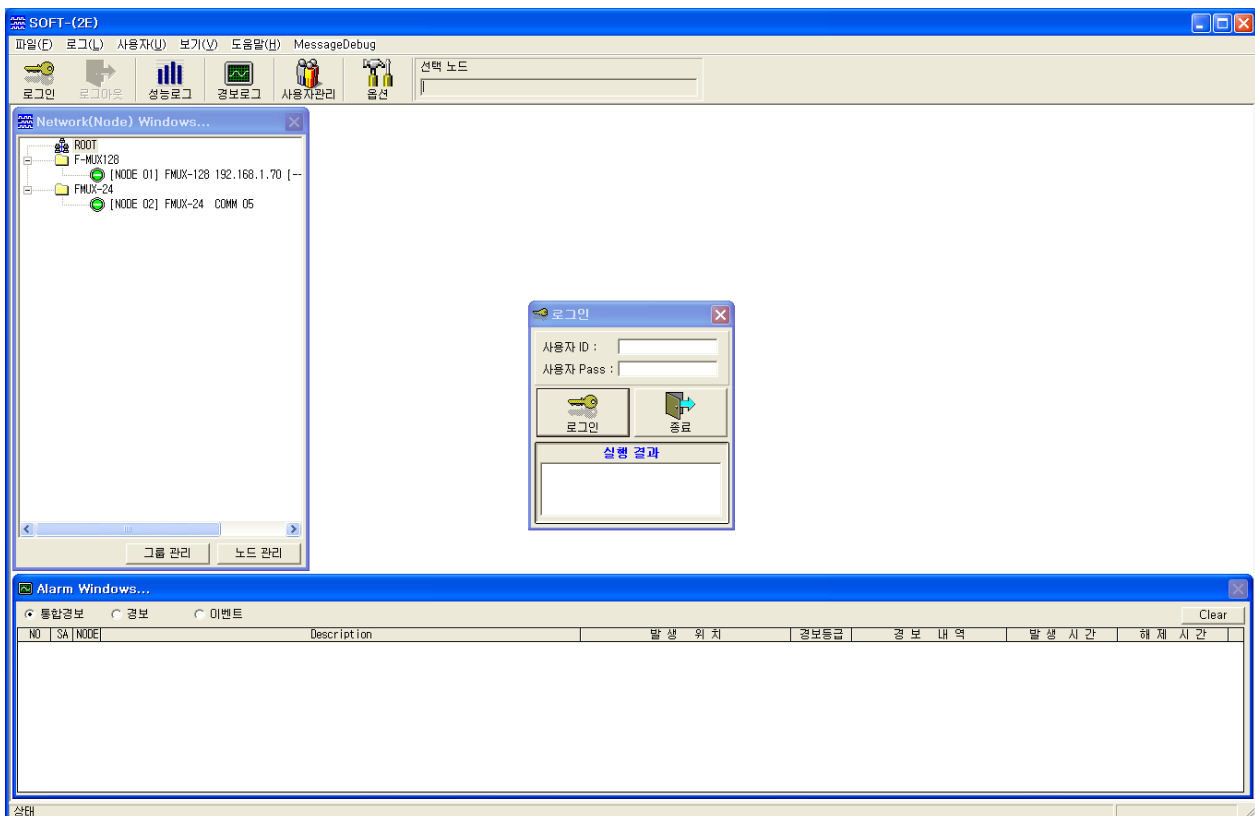 SOFT-(2E)
파일(F) 로그(L) 사용자(U) 보기(V) 도움말(H) MessageDebug
로그인 로그아웃 성능로그 경보로그 사용자관리 옵션 선택 노드
Network(Node) Windows...
ROOT
F-MUX128
[NODE 01] FMUX-128 192.168.1.70 [--
FMUX-24
[NODE 02] FMUX-24 COMM 05
그룹 관리 노드 관리
로그인
사용자 ID :
사용자 Pass :
로그인 종료
실행 결과
Alarm Windows...
통합경보 경보 이벤트 Clear
NO SA NODE Description 발 생 위 치 경보등급 경 보 내 역 발 생 시 간 해 제 시 간
상태